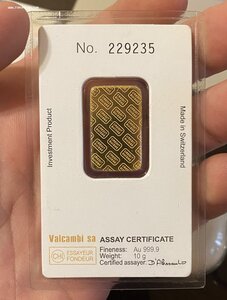 No. 229235
Investment Product
Made in Switzerland
Valcambi sa ASSAY CERTIFICATE
CH ESSAYEUR
FONDEUR
Fineness: Au 999.9
Weight: 10 g
Certified assayer: